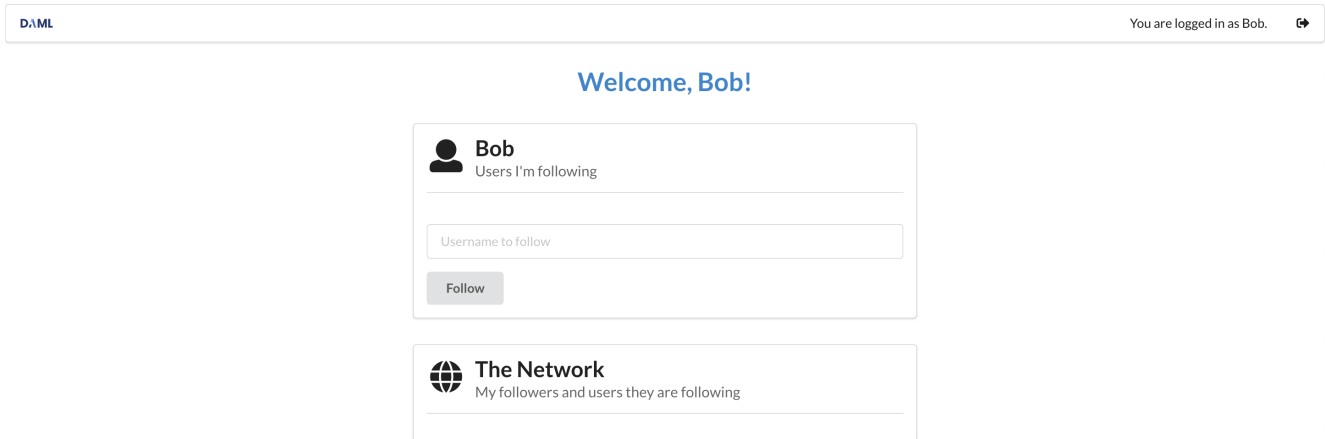 DAML
You are logged in as Bob.
Welcome, Bob!
Bob
Users I'm following
Username to follow
Follow
The Network
My followers and users they are following